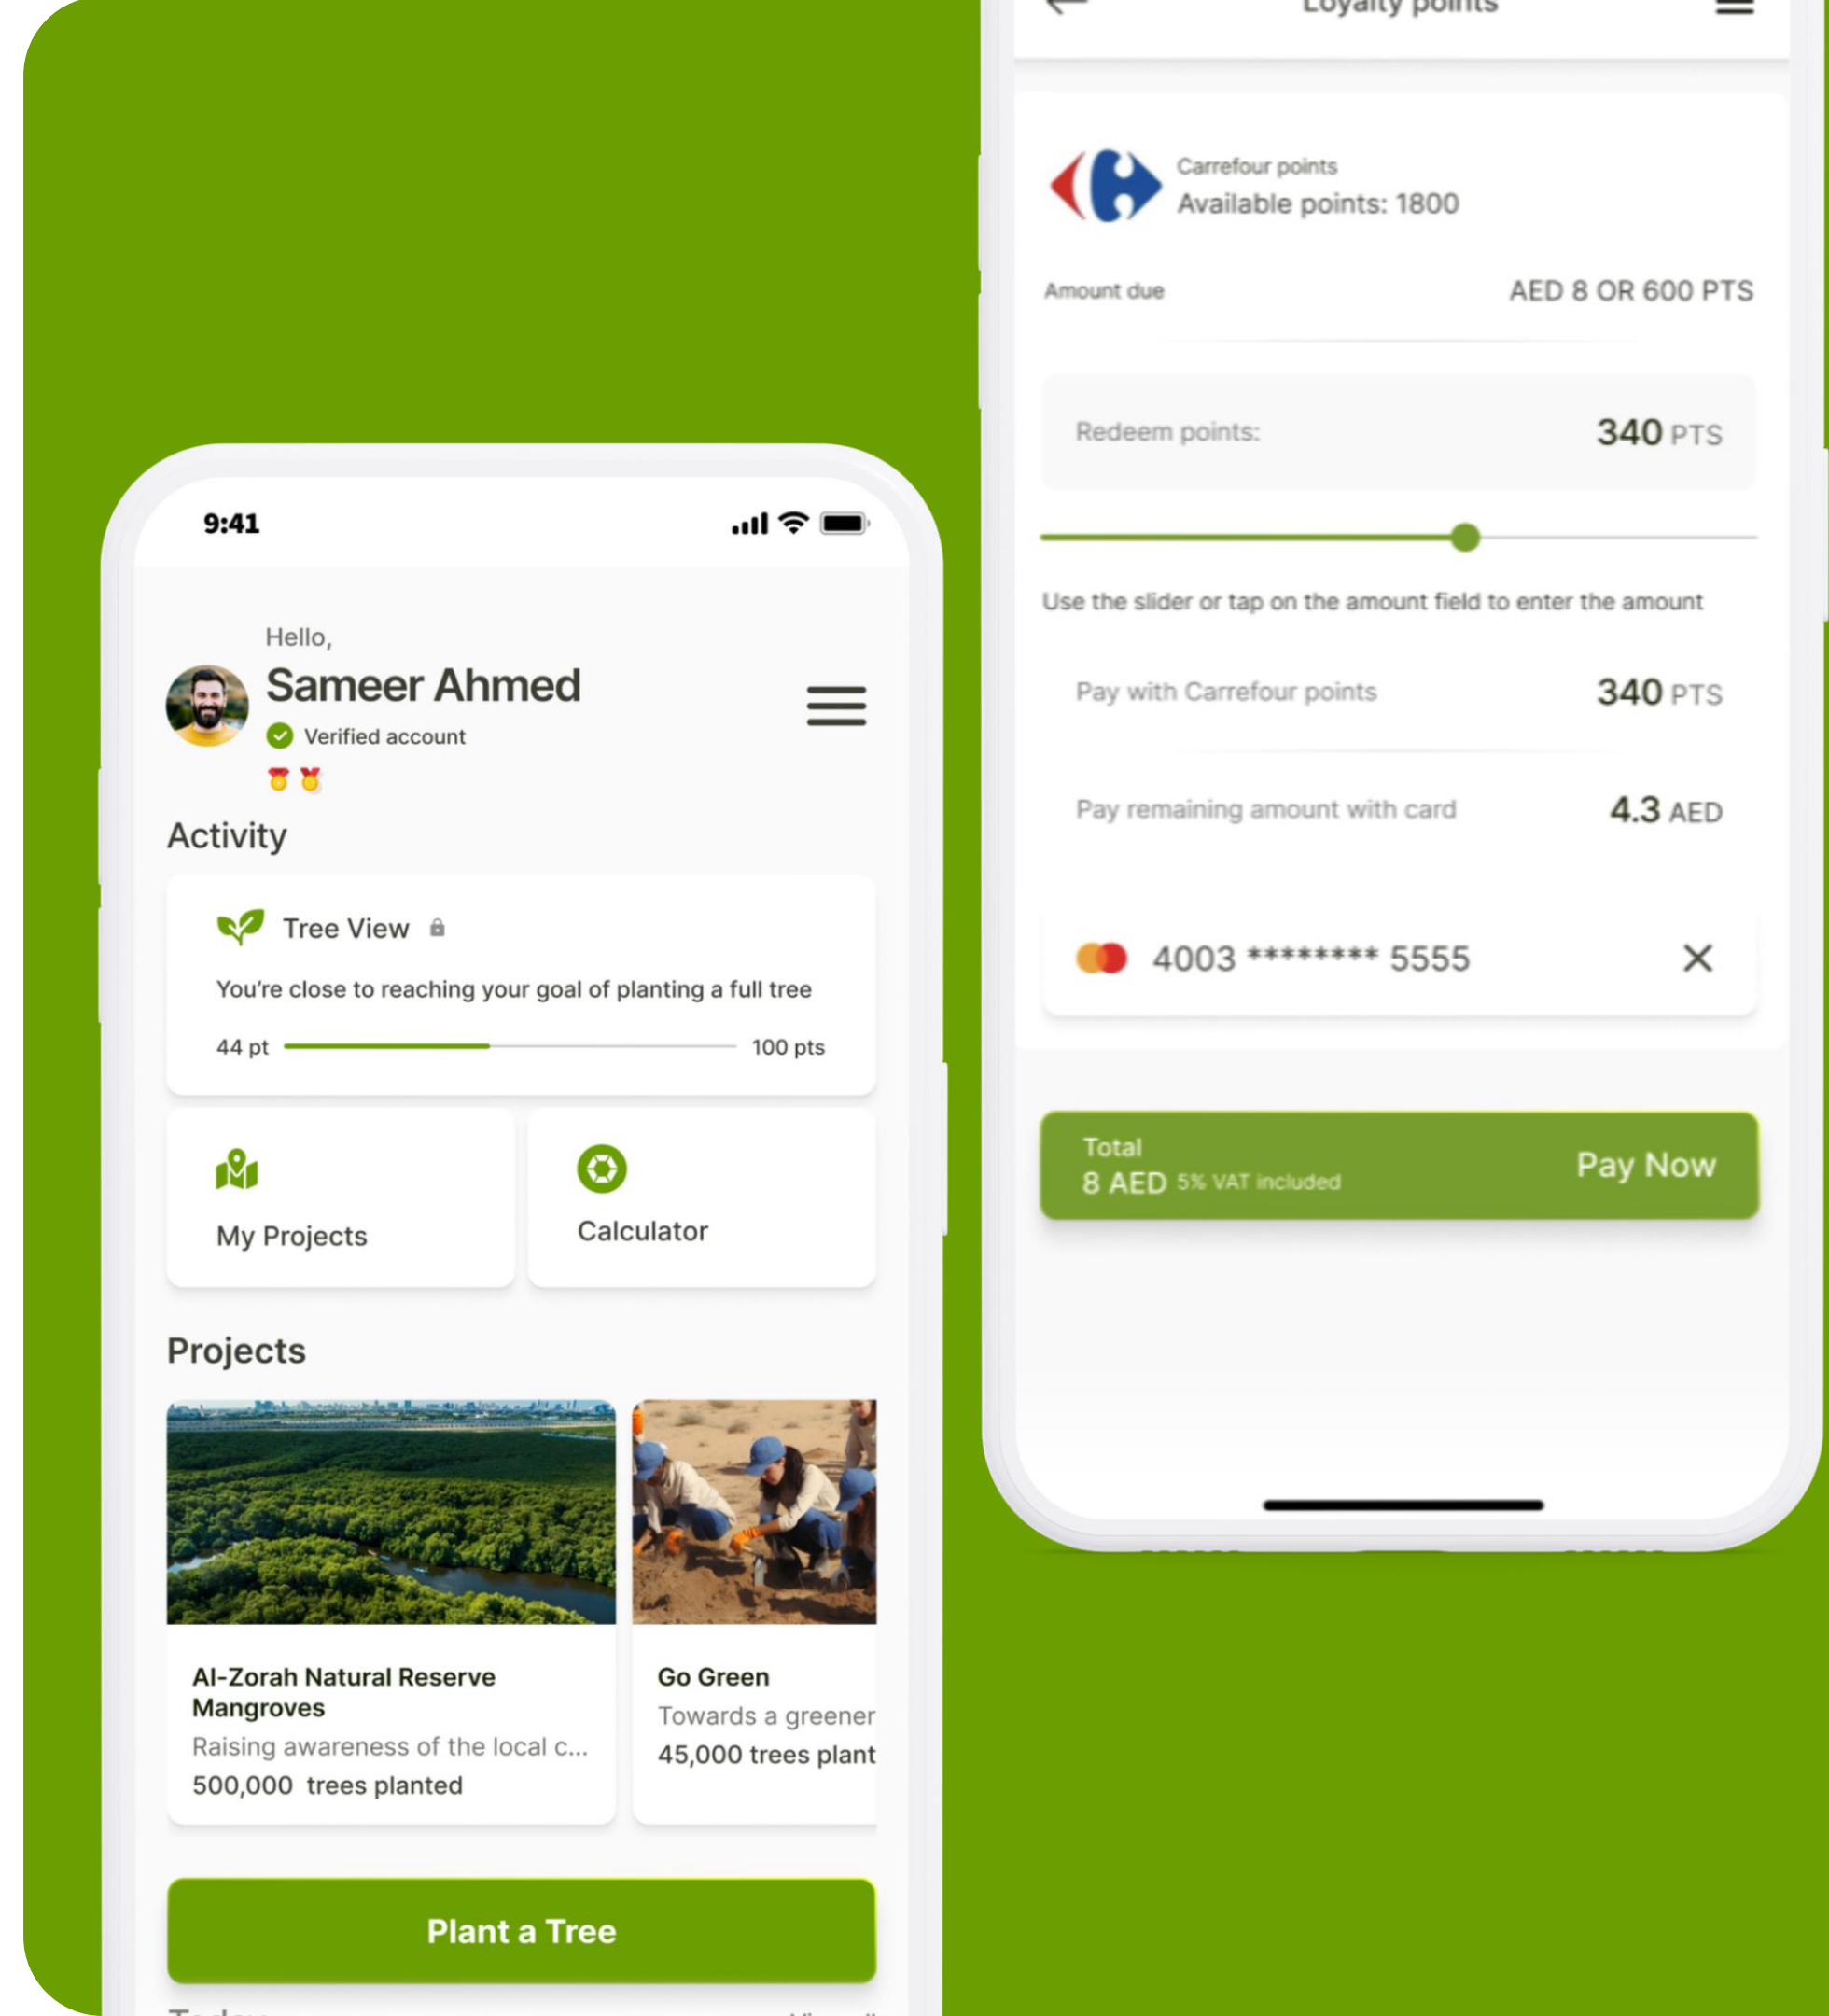 9:41
Hello,
Sameer Ahmed
Verified account
Activity
Tree View
You're close to reaching your goal of planting a full tree
44 pt 100 pts
My Projects
Calculator
Projects
Al-Zorah Natural Reserve
Mangroves
Raising awareness of the local c...
500,000 trees planted
Go Green
Towards a greener
45,000 trees plant
Plant a Tree
Loyalty points
Carrefour points
Available points: 1800
Amount due AED 8 OR 600 PTS
Redeem points: 340 PTS
Use the slider or tap on the amount field to enter the amount
Pay with Carrefour points 340 PTS
Pay remaining amount with card 4.3 AED
4003 ******** 5555
Total
8 AED 5% VAT included
Pay Now